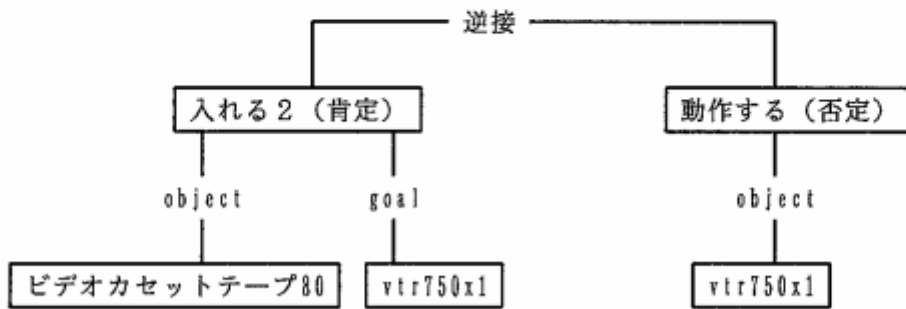 逆接
入れる2（肯定） 動作する（否定）
object goal object
ビデオカセットテープ80 vtr750x1 vtr750x1